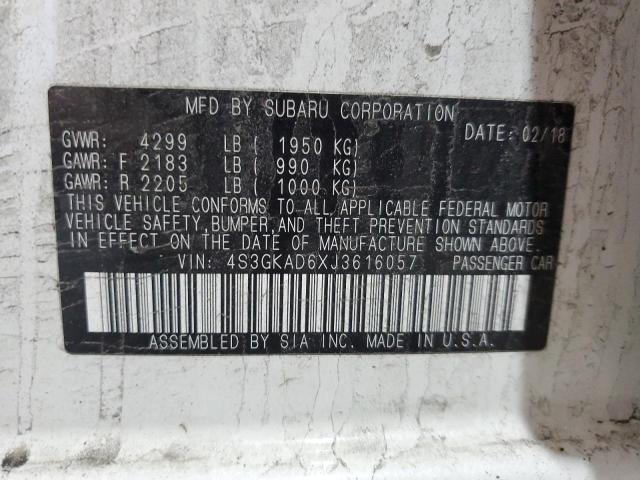 MFD BY SUBARU CORPORATION
DATE: 02/18
GVWR: 4299 LB ( 1950 KG)
GAWR: F 2183 LB ( 990 KG)
GAWR: R 2205 LB ( 1000 KG)
THIS VEHICLE CONFORMS TO ALL APPLICABLE FEDERAL MOTOR
VEHICLE SAFETY, BUMPER, AND THEFT PREVENTION STANDARDS
IN EFFECT ON THE DATE OF MANUFACTURE SHOWN ABOVE.
VIN: 4S3GKAD6XJ3616057 PASSENGER CAR
ASSEMBLED BY SIA INC. MADE IN U.S.A.